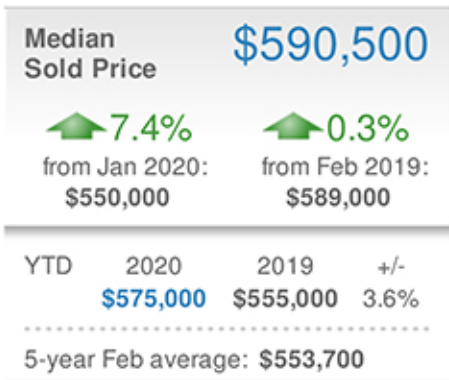 Median $590,500
Sold Price
7.4% 0.3%
from Jan 2020: from Feb 2019:
$550,000 $589,000
YTD 2020 2019 +/-
$575,000 $555,000 3.6%
5-year Feb average: $553,700